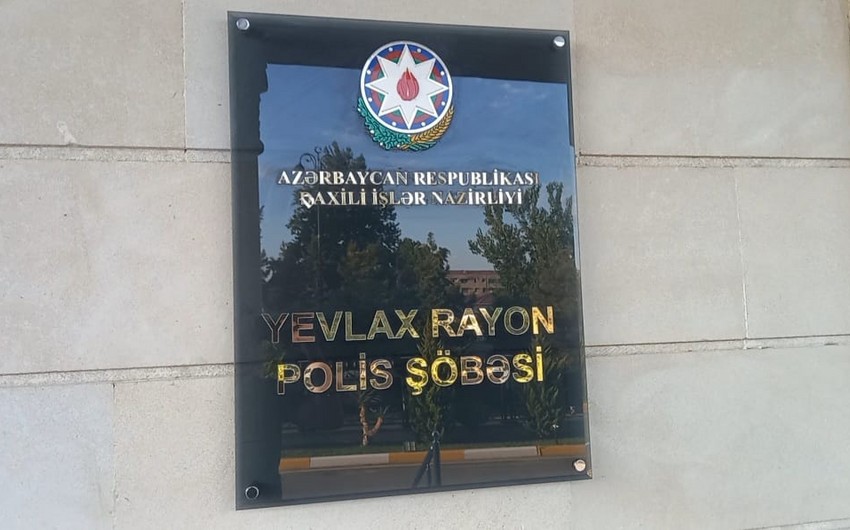 AZƏRBAYCAN RESPUBLİKASI
DAXİLİ İŞLƏR NAZİRLİYİ
YEVLAX RAYON
POLİS ŞÖBƏSİ